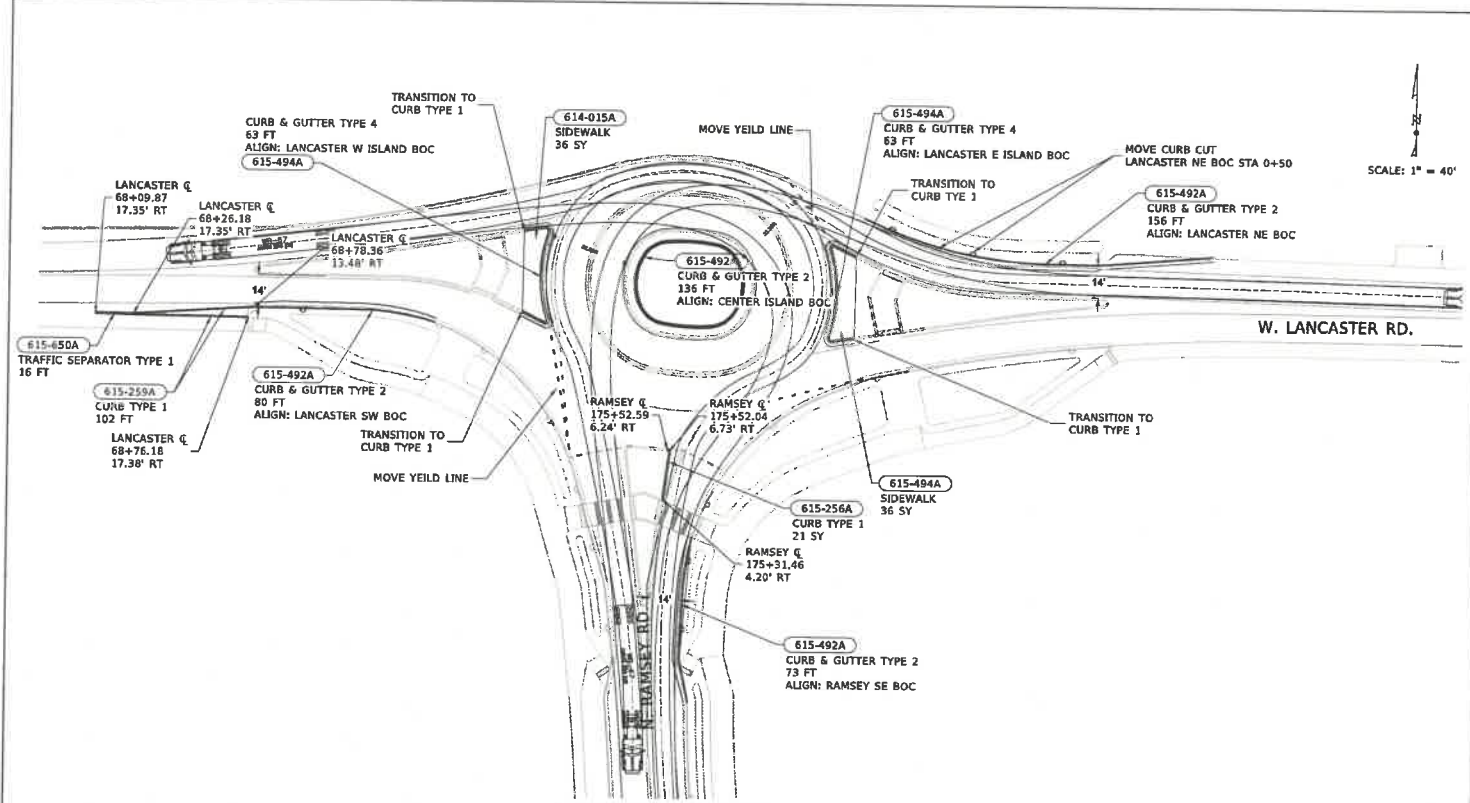 TRANSITION TO
CURB TYPE 1
CURB & GUTTER TYPE 4
63 FT
ALIGN: LANCASTER W ISLAND BOC
615-494A
614-015A
SIDEWALK
36 SY
MOVE YEILD LINE
615-494A
CURB & GUTTER TYPE 4
63 FT
ALIGN: LANCASTER E ISLAND BOC
MOVE CURB CUT
LANCASTER NE BOC STA 0+50
N
SCALE: 1" = 40'
LANCASTER ℄
68+09.87
17.35' RT
LANCASTER ℄
68+26.18
17.35' RT
LANCASTER ℄
68+78.36
13.48' RT
TRANSITION TO
CURB TYE 1
615-492A
CURB & GUTTER TYPE 2
156 FT
ALIGN: LANCASTER NE BOC
615-492
CURB & GUTTER TYPE 2
136 FT
ALIGN: CENTER ISLAND BOC
14'
14'
W. LANCASTER RD.
615-650A
TRAFFIC SEPARATOR TYPE 1
16 FT
615-259A
CURB TYPE 1
102 FT
LANCASTER ℄
68+76.18
17.38' RT
615-492A
CURB & GUTTER TYPE 2
80 FT
ALIGN: LANCASTER SW BOC
TRANSITION TO
CURB TYPE 1
MOVE YEILD LINE
RAMSEY ℄
175+52.59
6.24' RT
RAMSEY ℄
175+52.04
6.73' RT
TRANSITION TO
CURB TYPE 1
615-494A
SIDEWALK
36 SY
615-256A
CURB TYPE 1
21 SY
RAMSEY ℄
175+31.46
4.20' RT
14'
N. RAMSEY RD.
615-492A
CURB & GUTTER TYPE 2
73 FT
ALIGN: RAMSEY SE BOC